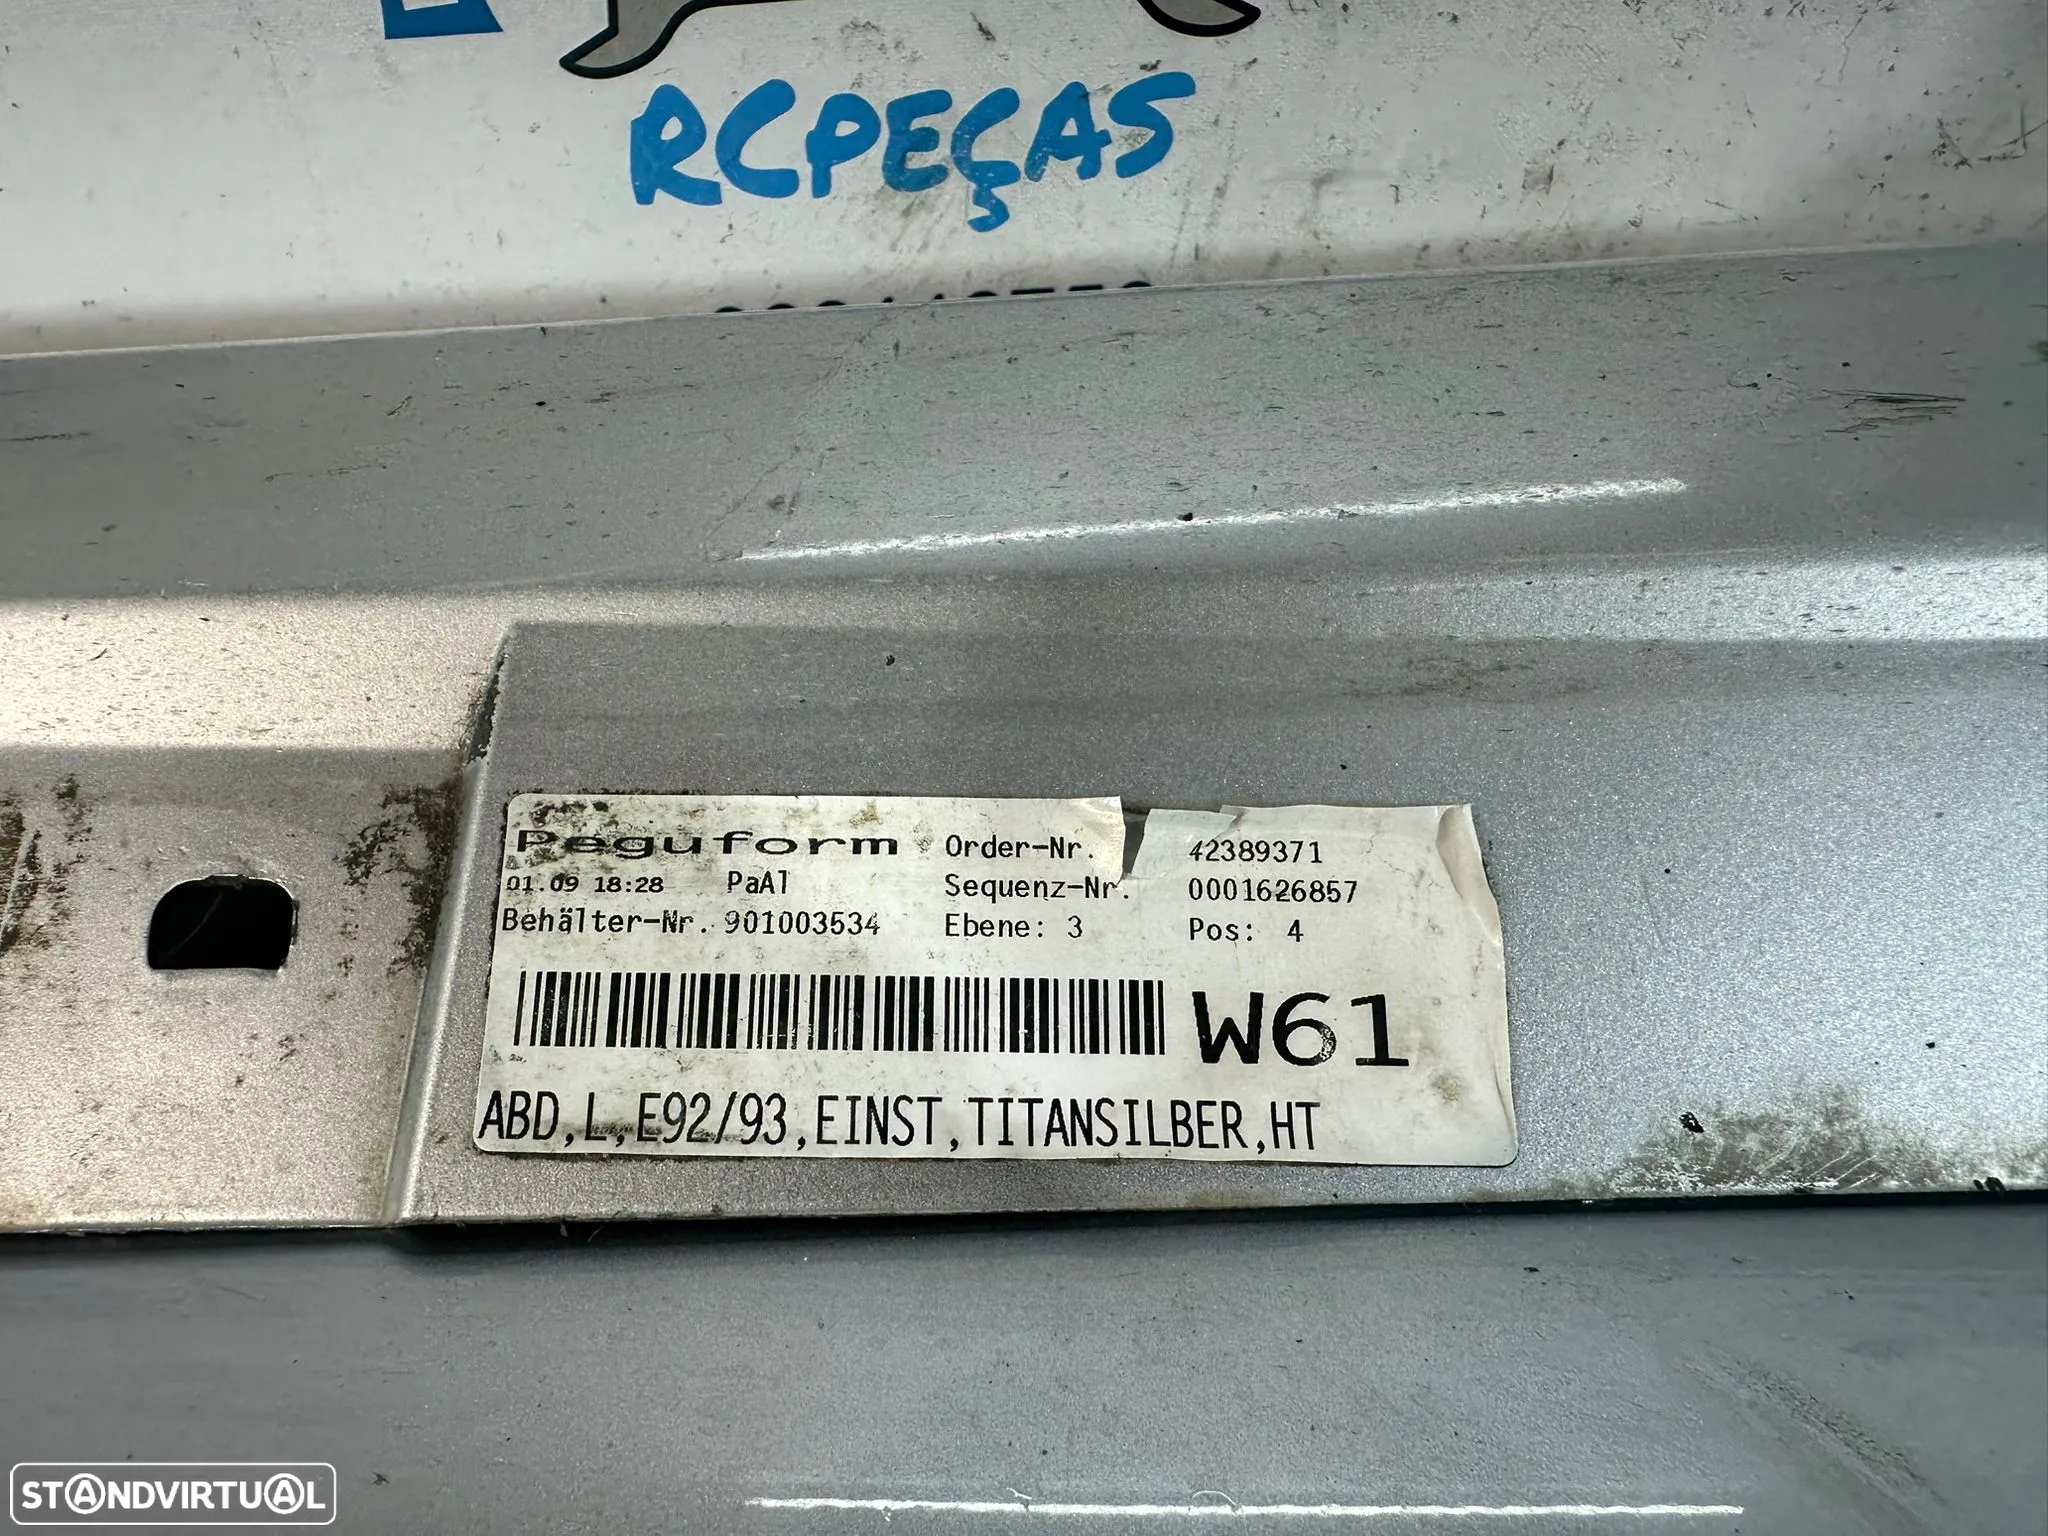 RCPEÇAS
Peguform Order-Nr. 42389371
01.09 18:28 PaAl Sequenz-Nr. 0001626857
Behälter-Nr. 901003534 Ebene: 3 Pos: 4
W61
ABD,L,E92/93,EINST,TITANSILBER,HT
STANDVIRTUAL